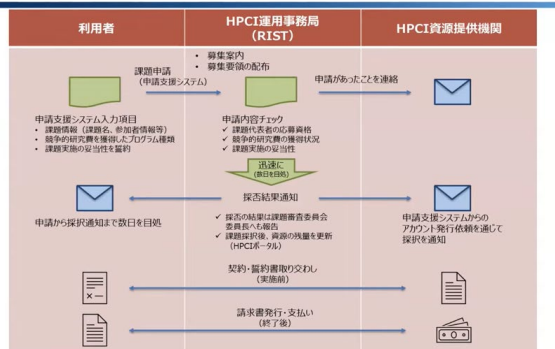 利用者
HPCI運用事務局
(RIST)
HPCI資源提供機関
• 募集案内
• 募集要領の配布
課題申請
(申請支援システム)
申請があったことを連絡
申請支援システム入力項目
• 課題情報（課題名、参加者情報等）
• 競争的研究費を獲得したプログラム種類
• 課題実施の妥当性を誓約
申請内容チェック
✓ 課題代表者の応募資格
✓ 競争的研究費の獲得状況
✓ 課題実施の妥当性
迅速に
(数日を目処)
採否結果通知
申請から採択通知まで数日を目処
✓ 採否の結果は課題審査委員会
委員長へも報告
✓ 課題採択後、資源の残量を更新
(HPCIポータル)
申請支援システムからの
アカウント発行依頼を通じて
採択を通知
契約・誓約書取り交わし
(実施前)
請求書発行・支払い
(終了後)